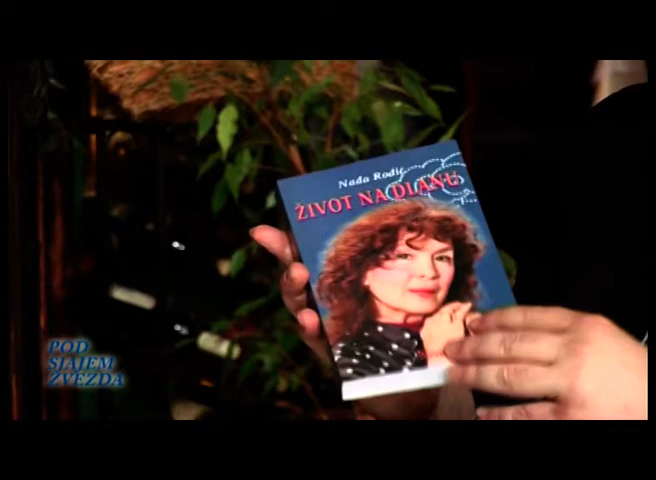 Nada Rodić
ŽIVOT NA DLANU
POD
SJAJEM
ZVEZDA